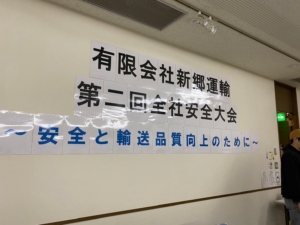 有限会社新郷運輸
第二回全社安全大会
～安全と輸送品質向上のために～